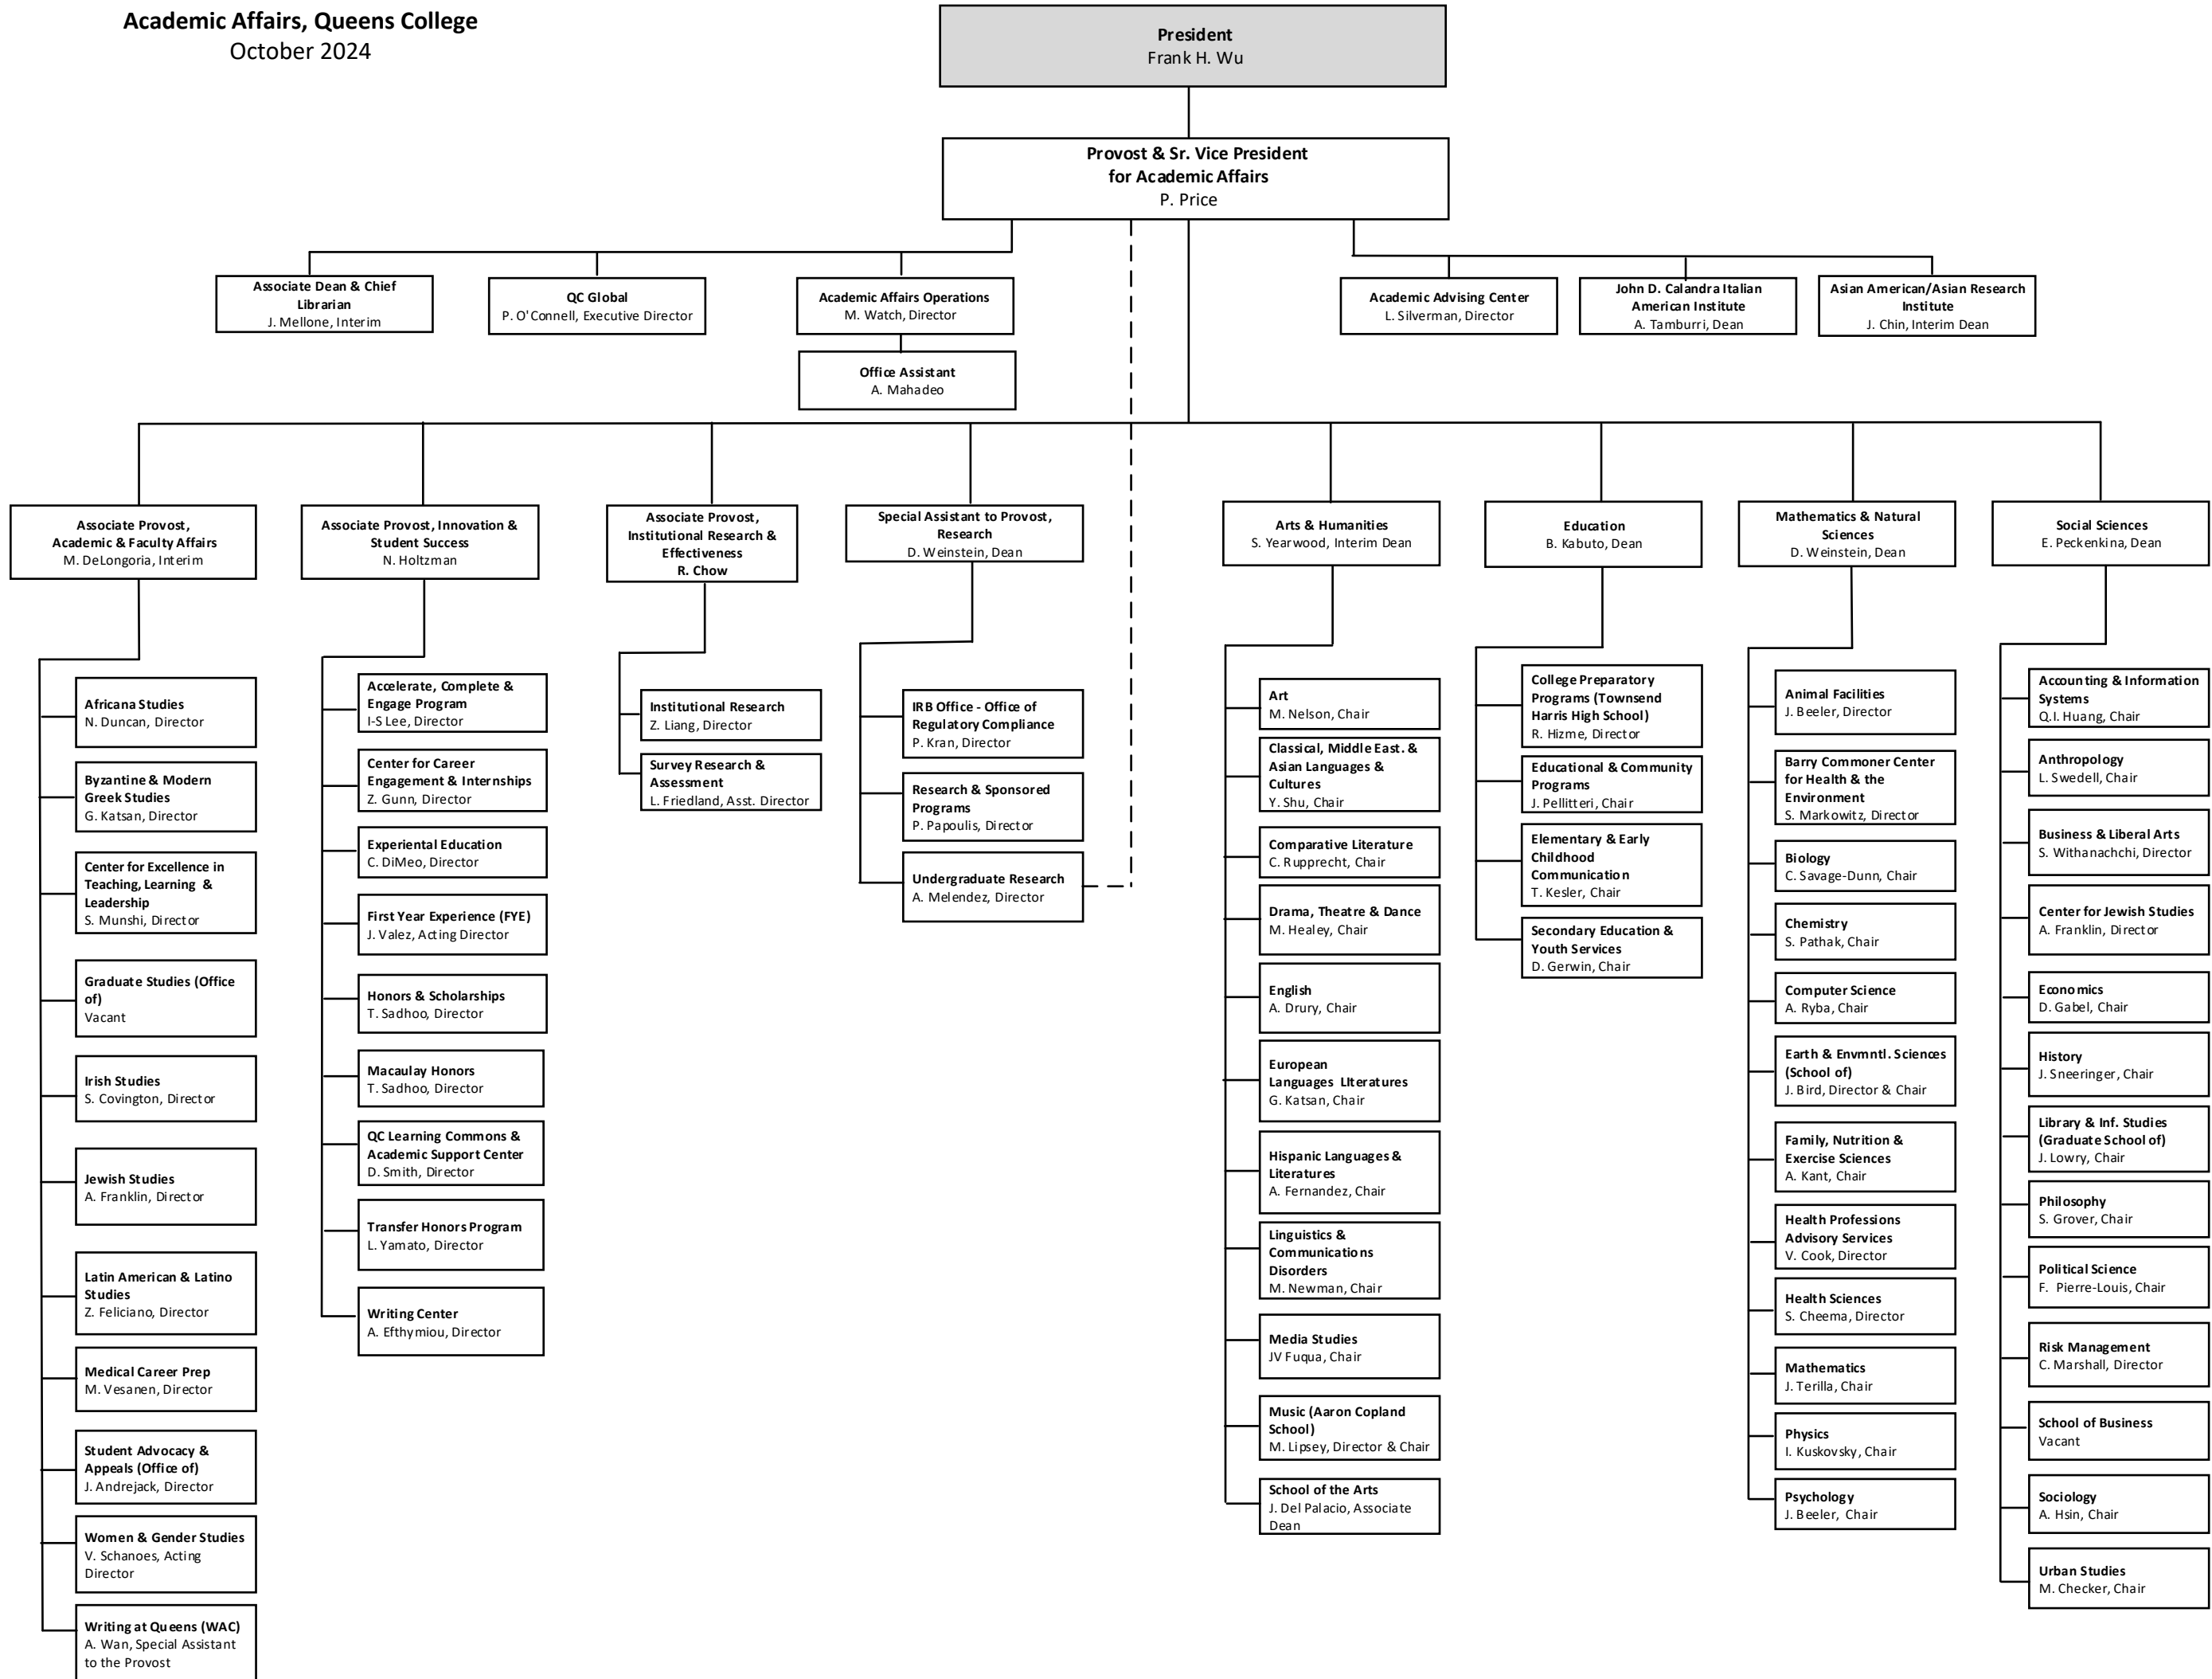 Academic Affairs, Queens College
October 2024
President
Frank H. Wu
Provost & Sr. Vice President
for Academic Affairs
P. Price
Associate Dean & Chief
Librarian
J. Mellone, Interim
QC Global
P. O'Connell, Executive Director
Academic Affairs Operations
M. Watch, Director
Office Assistant
A. Mahadeo
Academic Advising Center
L. Silverman, Director
John D. Calandra Italian
American Institute
A. Tamburri, Dean
Asian American/Asian Research
Institute
J. Chin, Interim Dean
Associate Provost,
Academic & Faculty Affairs
M. DeLongoria, Interim
Africana Studies
N. Duncan, Director
Byzantine & Modern
Greek Studies
G. Katsan, Director
Center for Excellence in
Teaching, Learning &
Leadership
S. Munshi, Director
Graduate Studies (Office
of)
Vacant
Irish Studies
S. Covington, Director
Jewish Studies
A. Franklin, Director
Latin American & Latino
Studies
Z. Feliciano, Director
Medical Career Prep
M. Vesanen, Director
Student Advocacy &
Appeals (Office of)
J. Andrejack, Director
Women & Gender Studies
V. Schanoes, Acting
Director
Writing at Queens (WAC)
A. Wan, Special Assistant
to the Provost
Associate Provost, Innovation &
Student Success
N. Holtzman
Accelerate, Complete &
Engage Program
I-S Lee, Director
Center for Career
Engagement & Internships
Z. Gunn, Director
Experiental Education
C. DiMeo, Director
First Year Experience (FYE)
J. Valez, Acting Director
Honors & Scholarships
T. Sadhoo, Director
Macaulay Honors
T. Sadhoo, Director
QC Learning Commons &
Academic Support Center
D. Smith, Director
Transfer Honors Program
L. Yamato, Director
Writing Center
A. Efthymiou, Director
Associate Provost,
Institutional Research &
Effectiveness
R. Chow
Institutional Research
Z. Liang, Director
Survey Research &
Assessment
L. Friedland, Asst. Director
Special Assistant to Provost,
Research
D. Weinstein, Dean
IRB Office - Office of
Regulatory Compliance
P. Kran, Director
Research & Sponsored
Programs
P. Papoulis, Director
Undergraduate Research
A. Melendez, Director
Arts & Humanities
S. Yearwood, Interim Dean
Art
M. Nelson, Chair
Classical, Middle East. &
Asian Languages &
Cultures
Y. Shu, Chair
Comparative Literature
C. Rupprecht, Chair
Drama, Theatre & Dance
M. Healey, Chair
English
A. Drury, Chair
European
Languages LIteratures
G. Katsan, Chair
Hispanic Languages &
Literatures
A. Fernandez, Chair
Linguistics &
Communications
Disorders
M. Newman, Chair
Media Studies
JV Fuqua, Chair
Music (Aaron Copland
School)
M. Lipsey, Director & Chair
School of the Arts
J. Del Palacio, Associate
Dean
Education
B. Kabuto, Dean
College Preparatory
Programs (Townsend
Harris High School)
R. Hizme, Director
Educational & Community
Programs
J. Pellitteri, Chair
Elementary & Early
Childhood
Communication
T. Kesler, Chair
Secondary Education &
Youth Services
D. Gerwin, Chair
Mathematics & Natural
Sciences
D. Weinstein, Dean
Animal Facilities
J. Beeler, Director
Barry Commoner Center
for Health & the
Environment
S. Markowitz, Director
Biology
C. Savage-Dunn, Chair
Chemistry
S. Pathak, Chair
Computer Science
A. Ryba, Chair
Earth & Envmntl. Sciences
(School of)
J. Bird, Director & Chair
Family, Nutrition &
Exercise Sciences
A. Kant, Chair
Health Professions
Advisory Services
V. Cook, Director
Health Sciences
S. Cheema, Director
Mathematics
J. Terilla, Chair
Physics
I. Kuskovsky, Chair
Psychology
J. Beeler, Chair
Social Sciences
E. Peckenkina, Dean
Accounting & Information
Systems
Q.I. Huang, Chair
Anthropology
L. Swedell, Chair
Business & Liberal Arts
S. Withanachchi, Director
Center for Jewish Studies
A. Franklin, Director
Economics
D. Gabel, Chair
History
J. Sneeringer, Chair
Library & Inf. Studies
(Graduate School of)
J. Lowry, Chair
Philosophy
S. Grover, Chair
Political Science
F. Pierre-Louis, Chair
Risk Management
C. Marshall, Director
School of Business
Vacant
Sociology
A. Hsin, Chair
Urban Studies
M. Checker, Chair